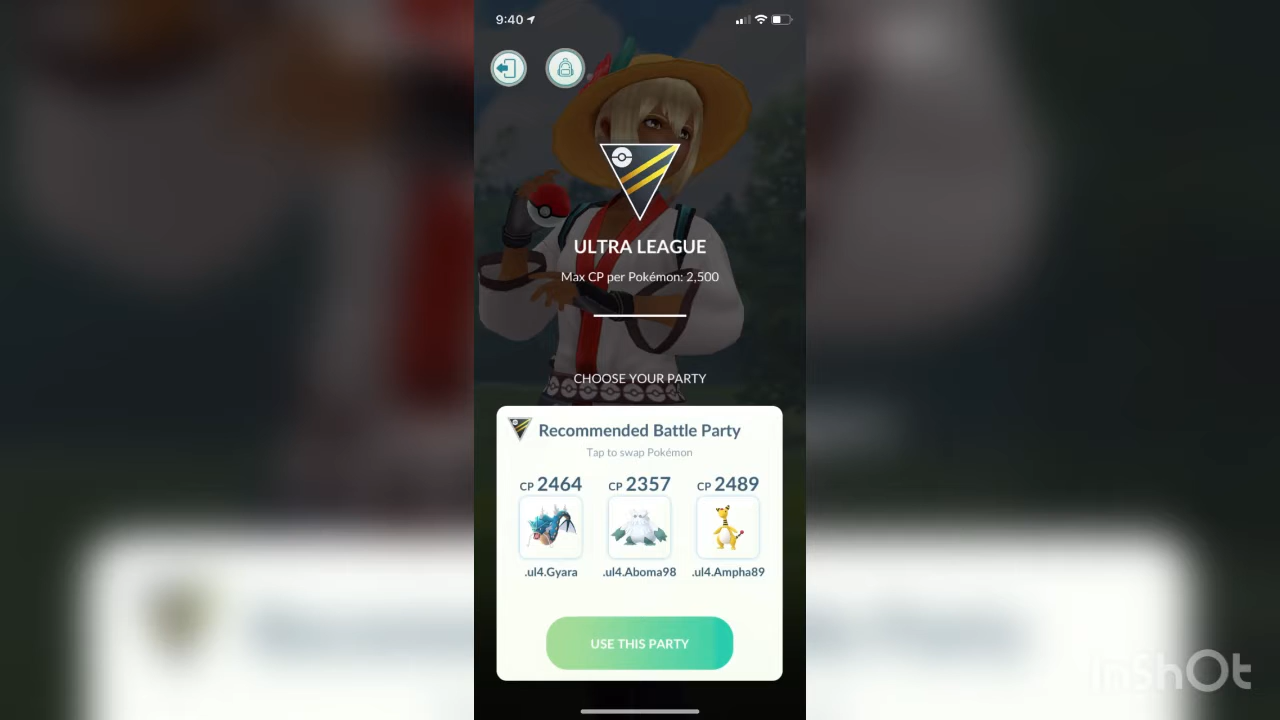 9:40
ULTRA LEAGUE
Max CP per Pokémon: 2,500
CHOOSE YOUR PARTY
Recommended Battle Party
Tap to swap Pokémon
CP 2464 CP 2357 CP 2489
.ul4.Gyara .ul4.Aboma98 .ul4.Ampha89
USE THIS PARTY
InShOt